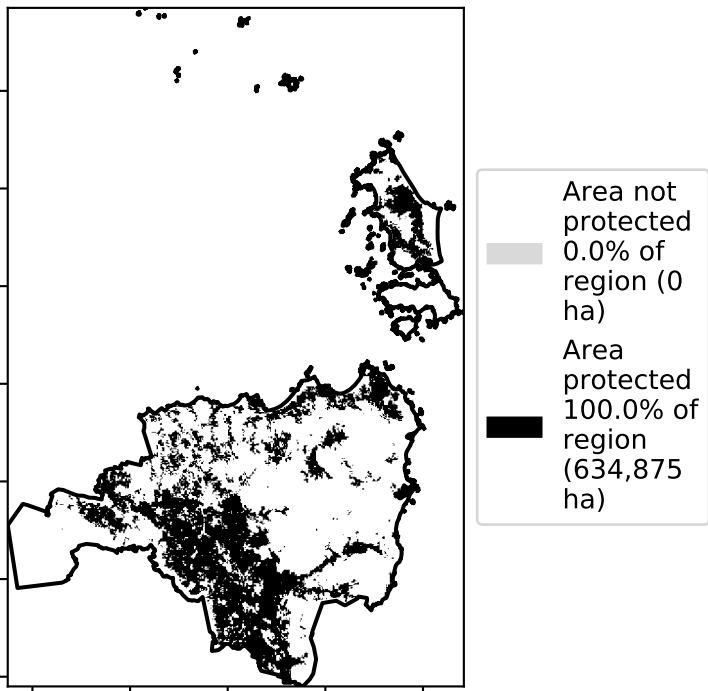 Area not
protected
0.0% of
region (0
ha)
Area
protected
100.0% of
region
(634,875
ha)